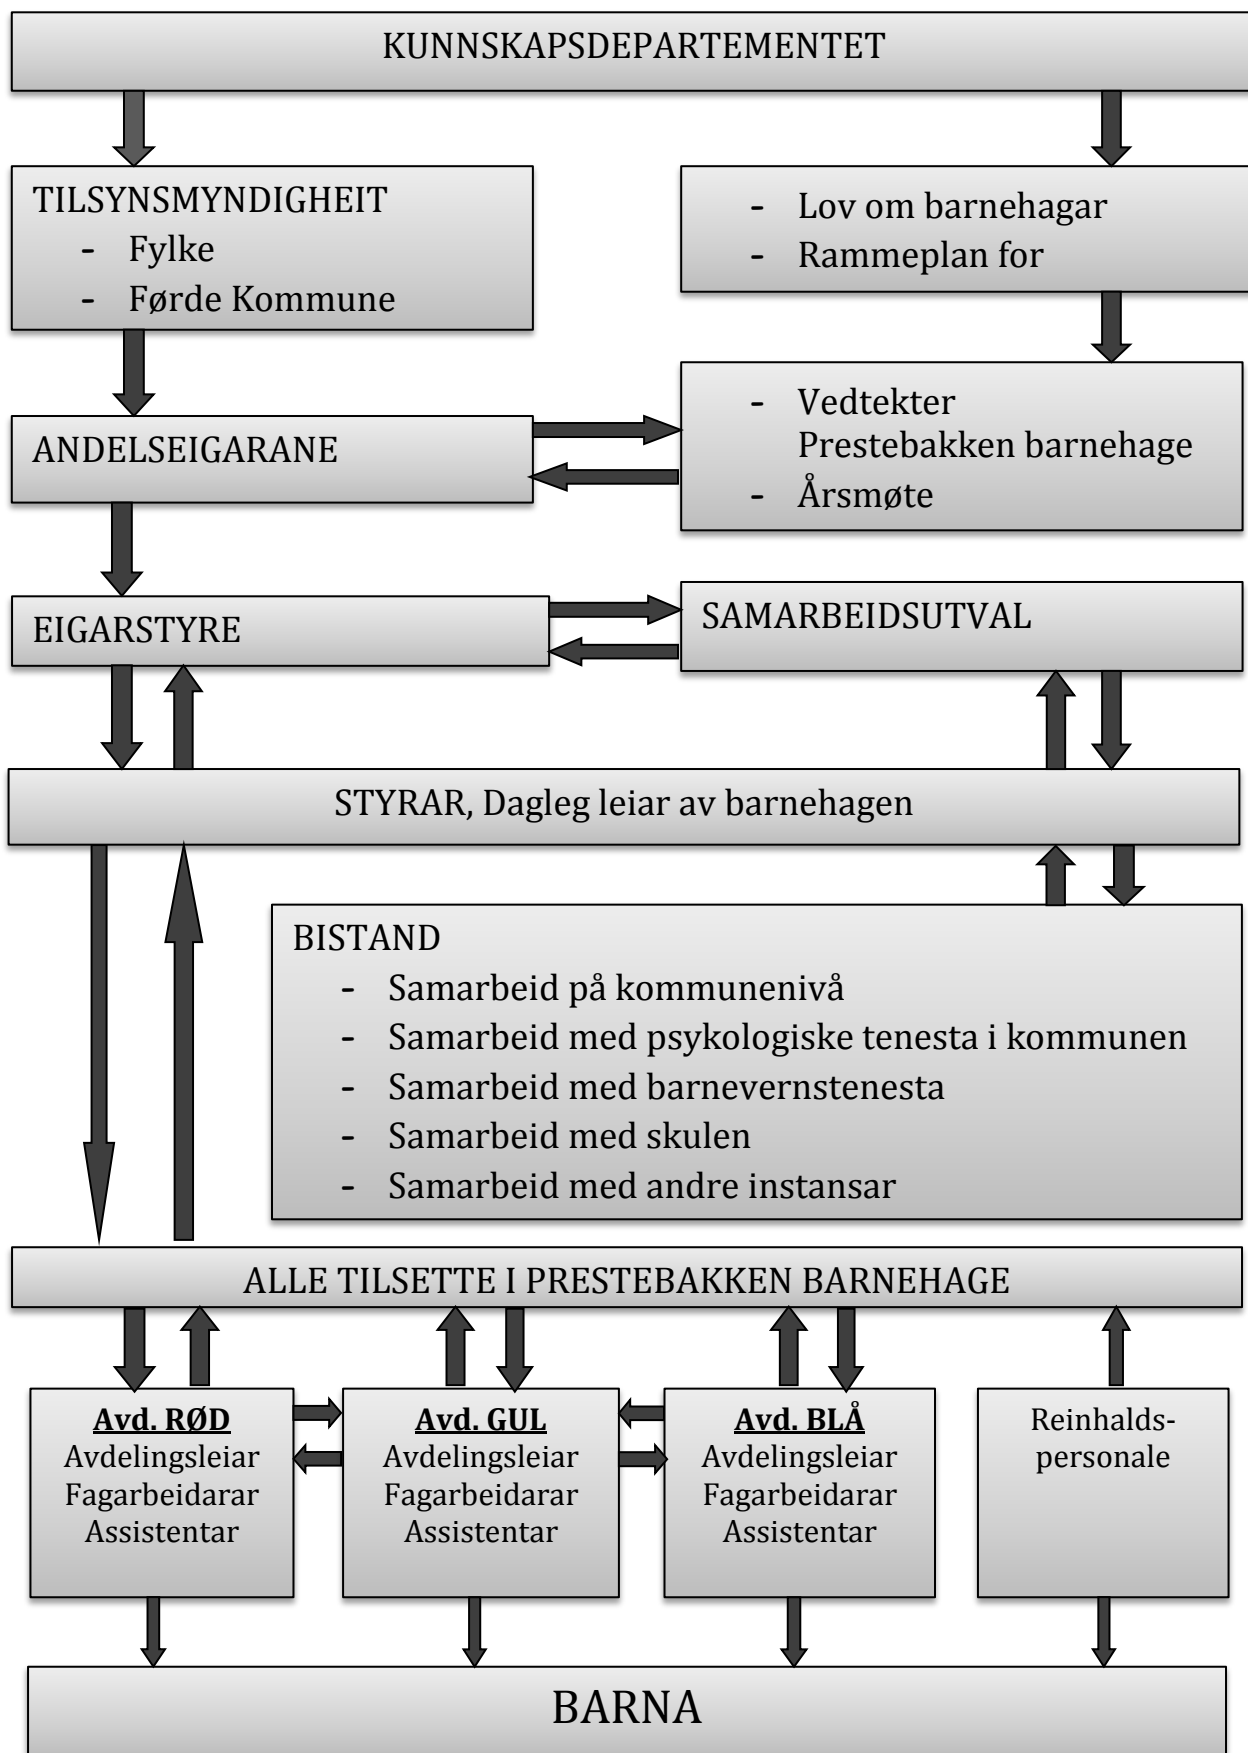 KUNNSKAPSDEPARTEMENTET
TILSYNSMYNDIGHEIT
- Fylke
- Førde Kommune
- Lov om barnehagar
- Rammeplan for
ANDELSEIGARANE
- Vedtekter
Prestebakken barnehage
- Årsmøte
EIGARSTYRE
SAMARBEIDSUTVAL
STYRAR, Dagleg leiar av barnehagen
BISTAND
- Samarbeid på kommunenivå
- Samarbeid med psykologiske tenesta i kommunen
- Samarbeid med barnevernstenesta
- Samarbeid med skulen
- Samarbeid med andre instansar
ALLE TILSETTE I PRESTEBAKKEN BARNEHAGE
Avd. RØD
Avdelingsleiar
Fagarbeidarar
Assistentar
Avd. GUL
Avdelingsleiar
Fagarbeidarar
Assistentar
Avd. BLÅ
Avdelingsleiar
Fagarbeidarar
Assistentar
Reinhalds-
personale
BARNA